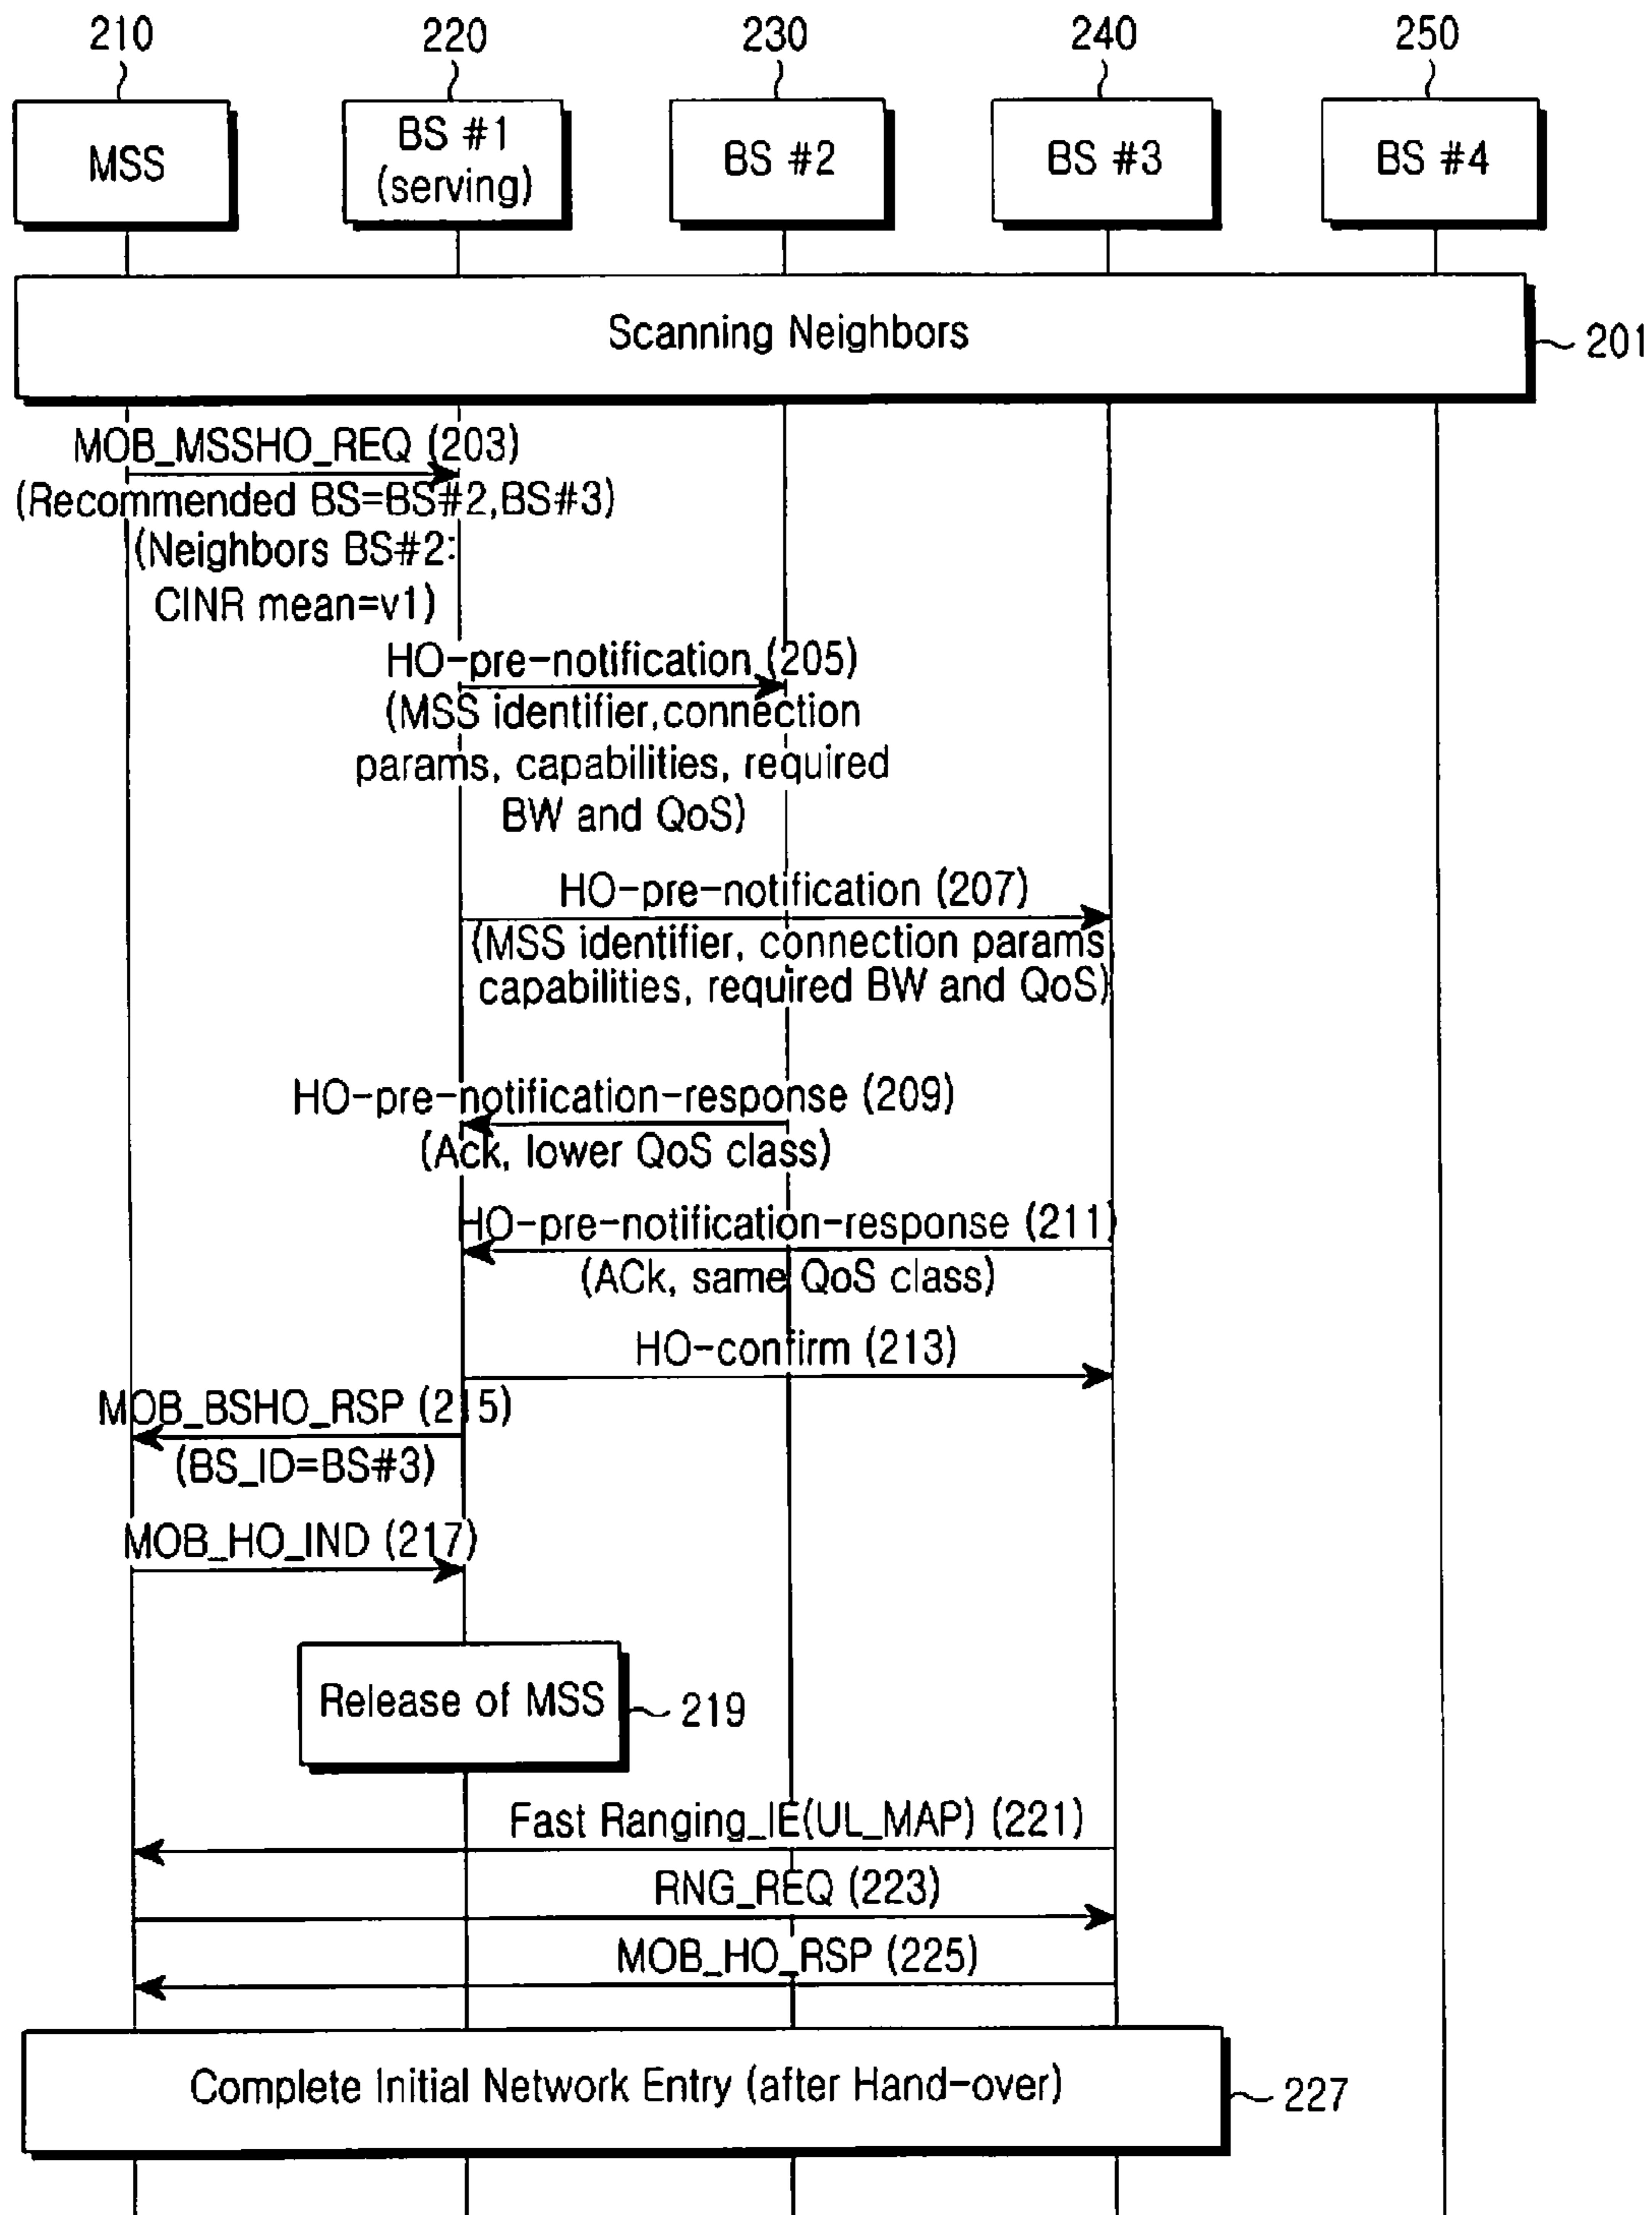 210 220 230 240 250
MSS
BS #1
(serving)
BS #2
BS #3
BS #4
Scanning Neighbors
201
MOB_MSSHO_REQ (203)
(Recommended BS=BS#2,BS#3)
(Neighbors BS#2:
CINR mean=v1)
HO-pre-notification (205)
(MSS identifier,connection
params, capabilities, required
BW and QoS)
HO-pre-notification (207)
(MSS identifier, connection params
capabilities, required BW and QoS)
HO-pre-notification-response (209)
(Ack, lower QoS class)
HO-pre-notification-response (211)
(ACk, same QoS class)
HO-confirm (213)
MOB_BSHO_RSP (215)
(BS_ID=BS#3)
MOB_HO_IND (217)
Release of MSS
219
Fast Ranging_IE(UL_MAP) (221)
RNG_REQ (223)
MOB_HO_RSP (225)
Complete Initial Network Entry (after Hand-over)
227